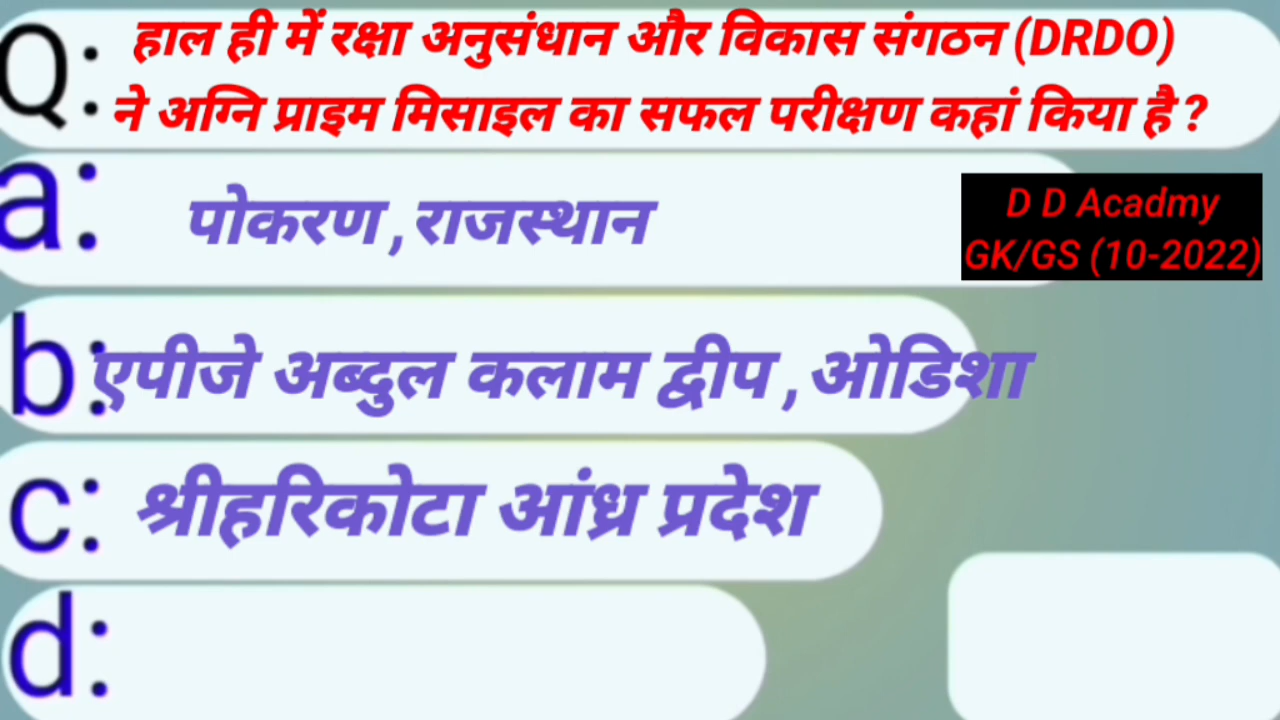 Q: हाल ही में रक्षा अनुसंधान और विकास संगठन (DRDO)
ने अग्नि प्राइम मिसाइल का सफल परीक्षण कहां किया है ?
a: पोकरण , राजस्थान
D D Acadmy
GK/GS (10-2022)
b: एपीजे अब्दुल कलाम द्वीप , ओडिशा
c: श्रीहरिकोटा आंध्र प्रदेश
d: